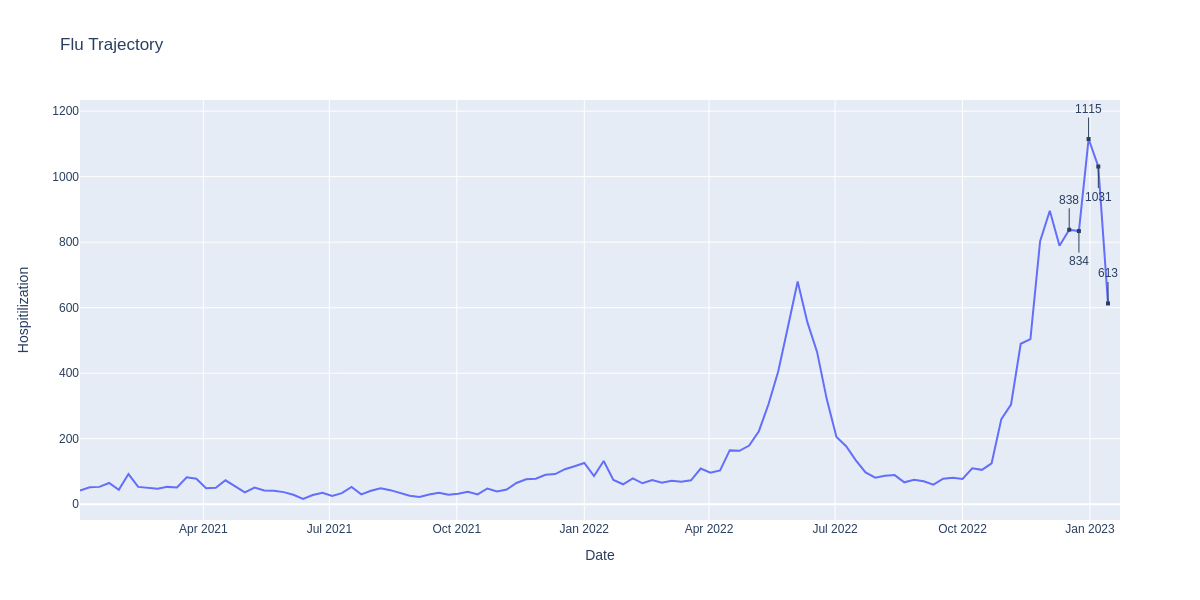 Flu Trajectory
1200
1000
800
600
400
200
0
Hospitilization
1115
838
1031
834
613
Apr 2021
Jul 2021
Oct 2021
Jan 2022
Apr 2022
Jul 2022
Oct 2022
Jan 2023
Date